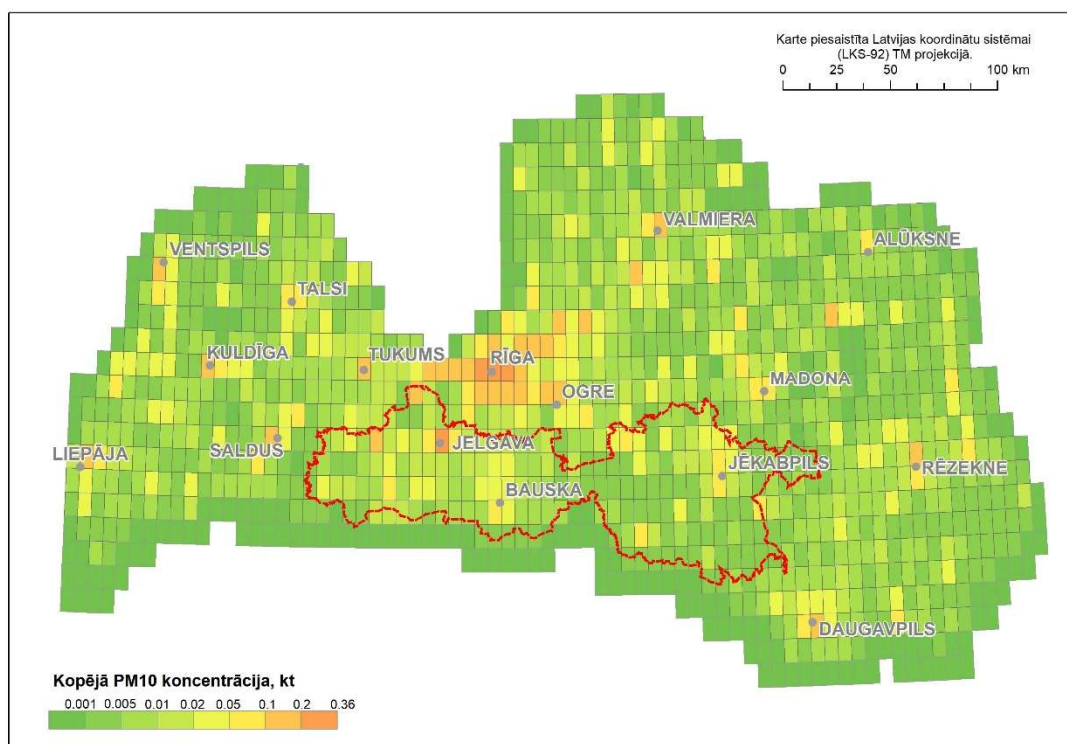 Karte piesaistīta Latvijas koordinātu sistēmai
(LKS-92) TM projekcijā.
0 25 50 100 km
VALMIERA
ALŪKSNE
VENTSPILS
TALSI
KULDĪGA
TUKUMS
RĪGA
MADONA
OGRE
SALDUS
JELGAVA
LIEPĀJA
JĒKABPILS
RĒZEKNE
BAUSKA
DAUGAVPILS
Kopējā PM10 koncentrācija, kt
0.001 0.005 0.01 0.02 0.05 0.1 0.2 0.36